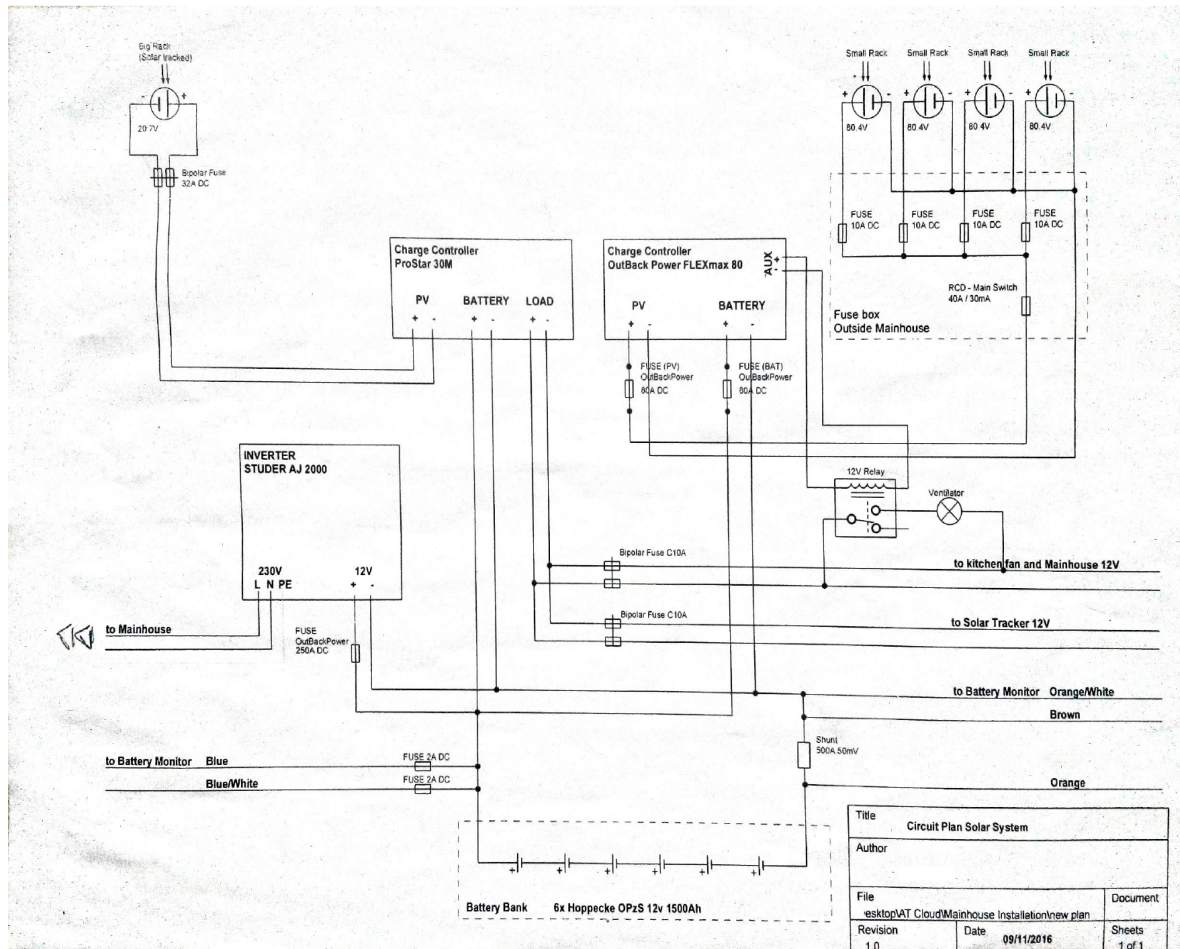 Big Rack
(Solar tracked)
- +
20.7V
Bipolar Fuse
32A DC
Small Rack
Small Rack
Small Rack
Small Rack
+ -
+ -
+ -
+ -
80.4V
80.4V
80.4V
80.4V
FUSE
10A DC
FUSE
10A DC
FUSE
10A DC
FUSE
10A DC
RCD - Main Switch
40A / 30mA
Fuse box
Outside Mainhouse
Charge Controller
ProStar 30M
PV BATTERY LOAD
+ - + - + -
Charge Controller
OutBack Power FLEXmax 80
AUX
+
-
PV BATTERY
+ - + -
FUSE (PV)
OutBackPower
80A DC
FUSE (BAT)
OutBackPower
80A DC
12V Relay
Ventilator
INVERTER
STUDER AJ 2000
230V 12V
L N PE + -
to Mainhouse
FUSE
OutBackPower
250A DC
Bipolar Fuse C10A
to kitchen fan and Mainhouse 12V
Bipolar Fuse C10A
to Solar Tracker 12V
to Battery Monitor Orange/White
Brown
Shunt
500A 50mV
Orange
to Battery Monitor Blue
FUSE 2A DC
Blue/White
FUSE 2A DC
+ + + + + +
Battery Bank 6x Hoppecke OPzS 12v 1500Ah
Title
Circuit Plan Solar System
Author
File
esktop\AT Cloud\Mainhouse Installation\new plan
Document
Revision
1.0
Date
09/11/2016
Sheets
1 of 1